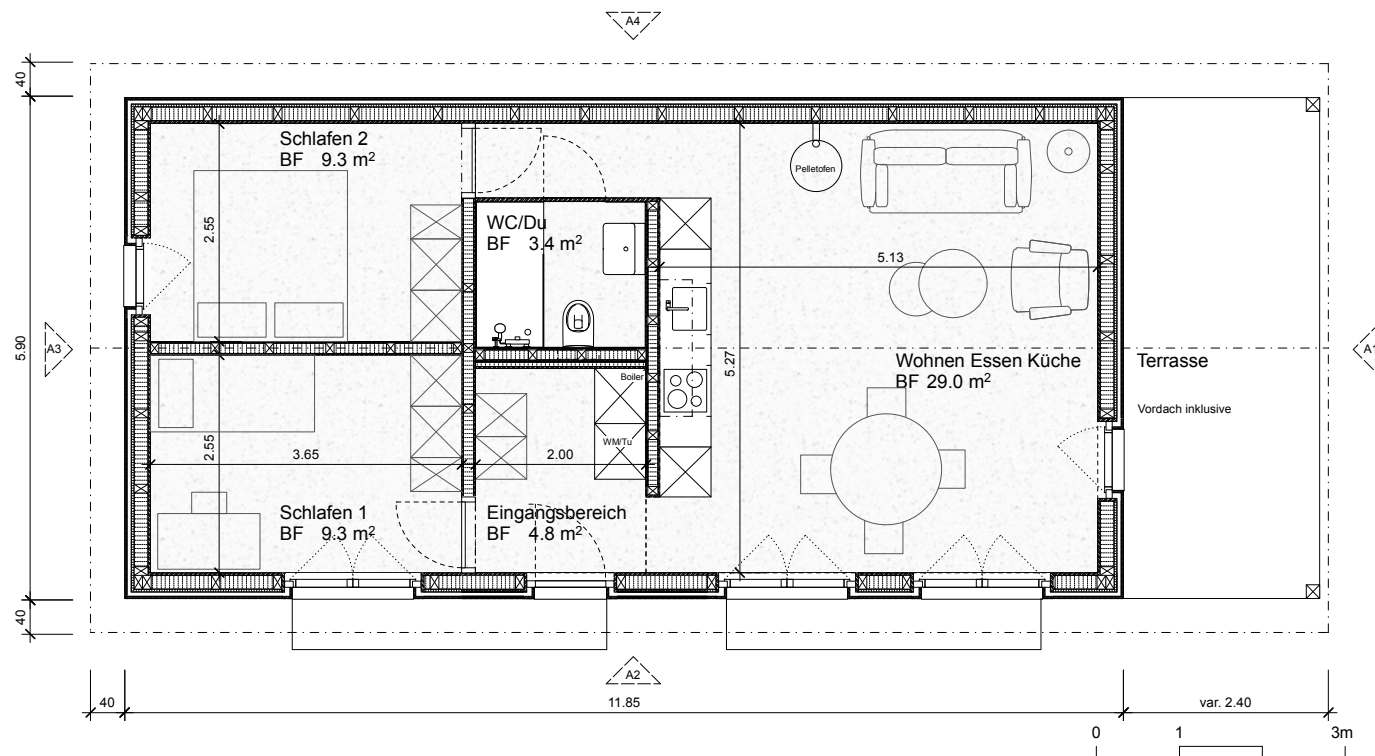 A4
40
Schlafen 2
BF 9.3 m²
Pelletofen
2.55
WC/Du
BF 3.4 m²
5.13
5.90
A3
A1
5.27
Wohnen Essen Küche
BF 29.0 m²
Terrasse
Boiler
Vordach inklusive
WM/Tu
2.55
3.65
2.00
Schlafen 1
BF 9.3 m²
Eingangsbereich
BF 4.8 m²
40
A2
40
11.85
var. 2.40
0 1 3m